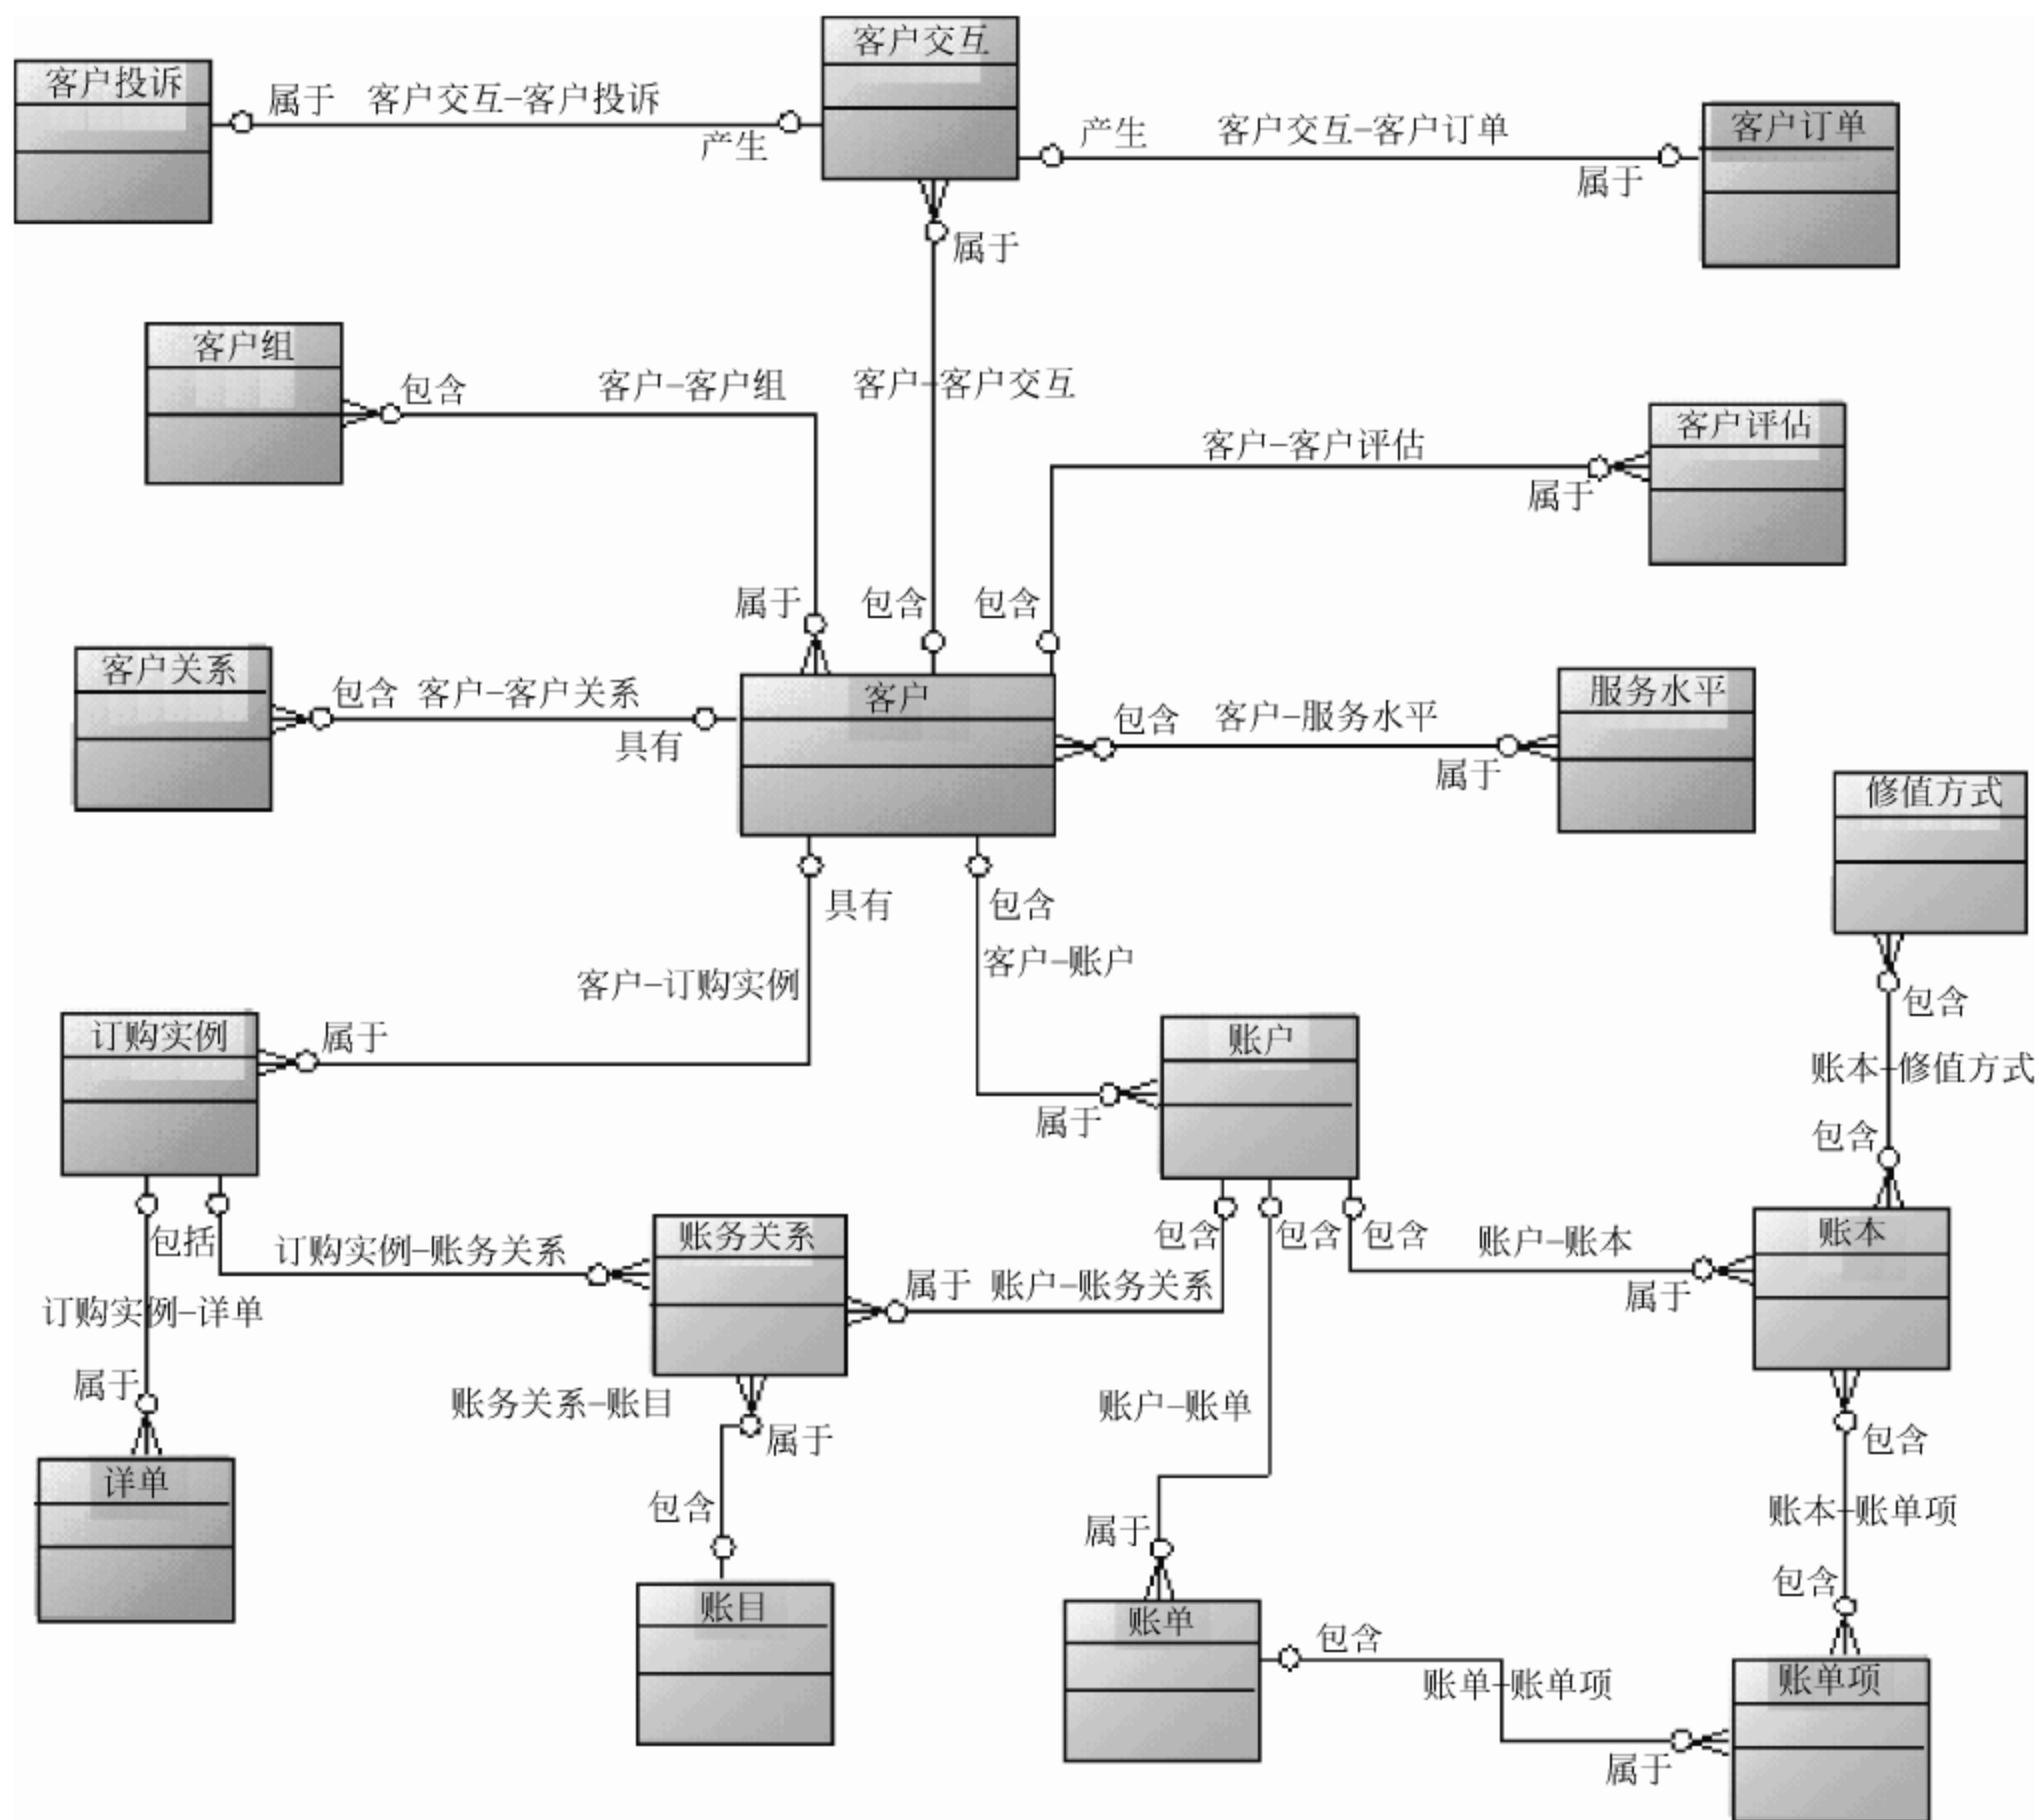 客户交互
客户投诉
属于 客户交互-客户投诉
产生
产生 客户交互-客户订单
属于
客户订单
属于
客户组
包含 客户-客户组
客户-客户交互
客户-客户评估
属于
客户评估
属于 包含 包含
客户关系
包含 客户-客户关系
具有
客户
包含 客户-服务水平
属于
服务水平
修值方式
具有
包含
客户-账户
客户-订购实例
包含
账本-修值方式
包含
订购实例
属于
账户
属于
包括
订购实例-账务关系
账务关系
包含 包含 包含
账户-账本
属于
账本
属于 账户-账务关系
订购实例-详单
属于
账务关系-账目
属于
账户-账单
包含
详单
包含
账本-账单项
属于
包含
账目
账单
包含
账单-账单项
属于
账单项